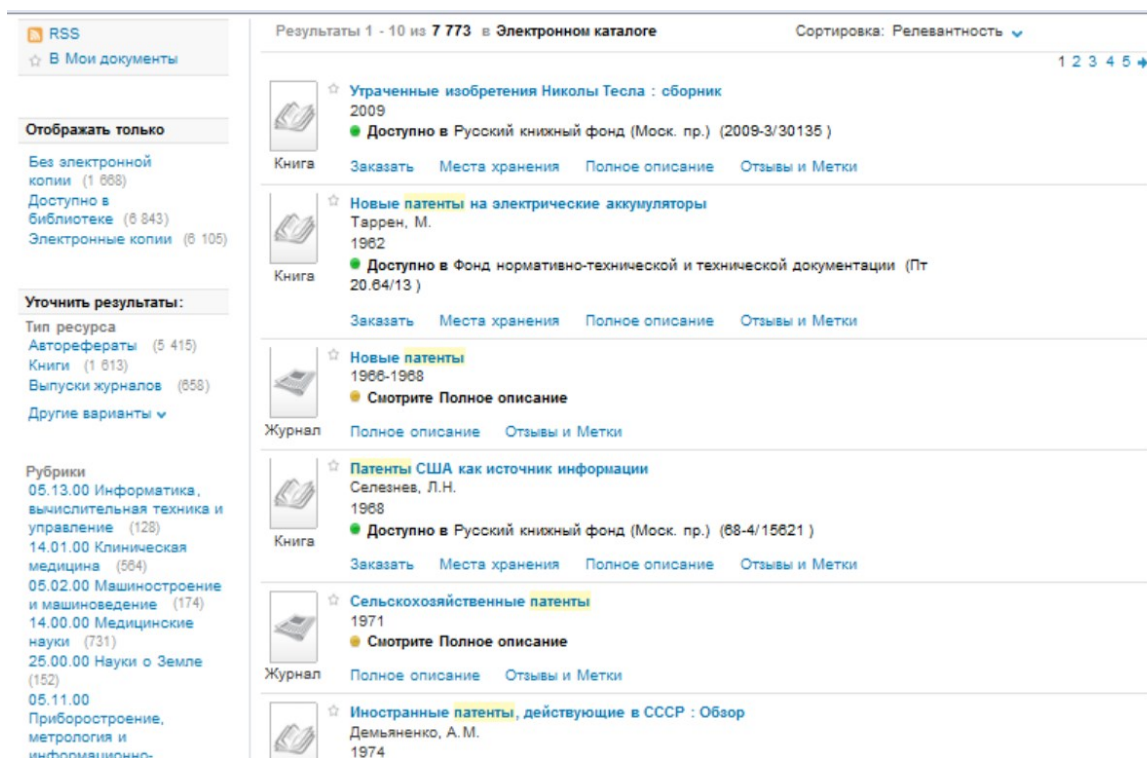 RSS
В Мои документы
Отображать только
Без электронной
копии (1 668)
Доступно в
библиотеке (6 843)
Электронные копии (6 105)
Уточнить результаты:
Тип ресурса
Авторефераты (5 415)
Книги (1 613)
Выпуски журналов (658)
Другие варианты
Рубрики
05.13.00 Информатика,
вычислительная техника и
управление (128)
14.01.00 Клиническая
медицина (564)
05.02.00 Машиностроение
и машиноведение (174)
14.00.00 Медицинские
науки (731)
25.00.00 Науки о Земле
(152)
05.11.00
Приборостроение,
метрология и
информационно-
Результаты 1 - 10 из 7 773 в Электронном каталоге
Сортировка: Релевантность
1 2 3 4 5
Утраченные изобретения Николы Тесла : сборник
2009
Доступно в Русский книжный фонд (Моск. пр.) (2009-3/30135 )
Книга
Заказать Места хранения Полное описание Отзывы и Метки
Новые патенты на электрические аккумуляторы
Таррен, М.
1962
Доступно в Фонд нормативно-технической и технической документации (Пт
20.64/13 )
Книга
Заказать Места хранения Полное описание Отзывы и Метки
Новые патенты
1966-1968
Смотрите Полное описание
Журнал
Полное описание Отзывы и Метки
Патенты США как источник информации
Селезнев, Л.Н.
1968
Доступно в Русский книжный фонд (Моск. пр.) (68-4/15621 )
Книга
Заказать Места хранения Полное описание Отзывы и Метки
Сельскохозяйственные патенты
1971
Смотрите Полное описание
Журнал
Полное описание Отзывы и Метки
Иностранные патенты, действующие в СССР : Обзор
Демьяненко, А.М.
1974